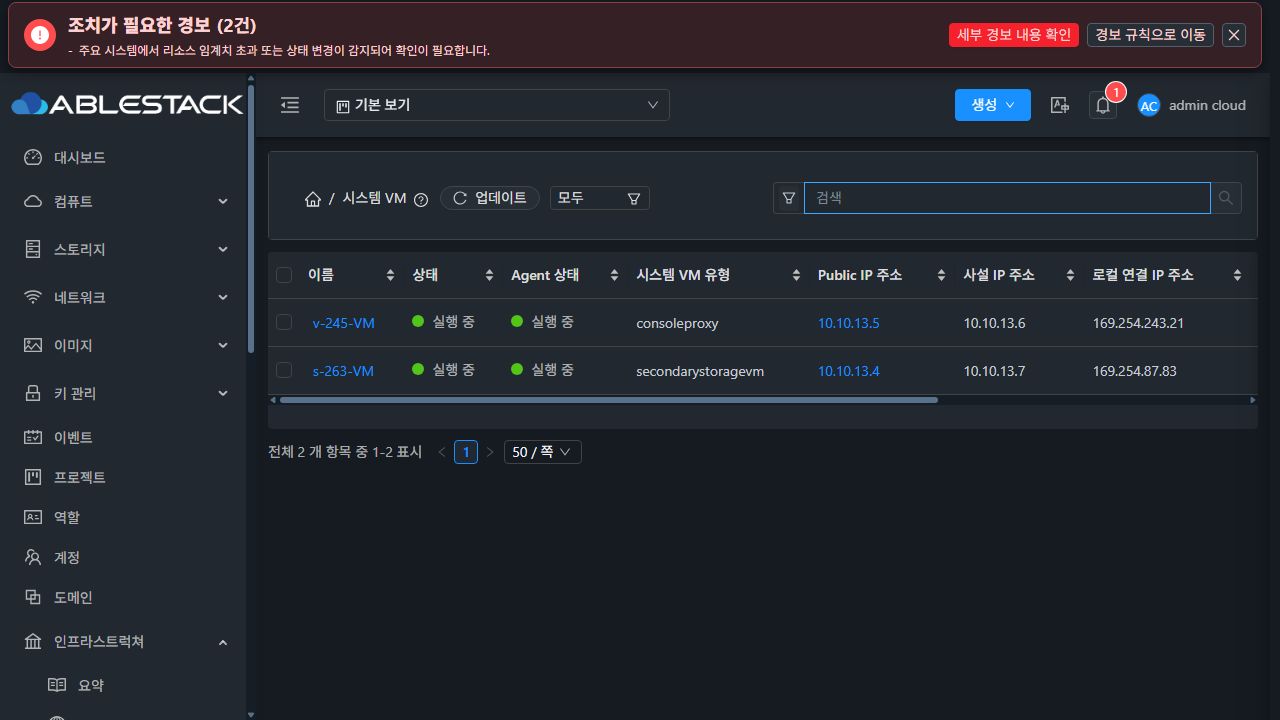 조치가 필요한 경보 (2건)
- 주요 시스템에서 리소스 임계치 초과 또는 상태 변경이 감지되어 확인이 필요합니다.
세부 경보 내용 확인
경보 규칙으로 이동
ABLESTACK
기본 보기
생성
1
AC
admin cloud
대시보드
컴퓨트
스토리지
네트워크
이미지
키 관리
이벤트
프로젝트
역할
계정
도메인
인프라스트럭쳐
요약
/ 시스템 VM
업데이트
모두
검색
이름 상태 Agent 상태 시스템 VM 유형 Public IP 주소 사설 IP 주소 로컬 연결 IP 주소
v-245-VM 실행 중 실행 중 consoleproxy 10.10.13.5 10.10.13.6 169.254.243.21
s-263-VM 실행 중 실행 중 secondarystoragevm 10.10.13.4 10.10.13.7 169.254.87.83
전체 2 개 항목 중 1-2 표시 1 50 / 쪽